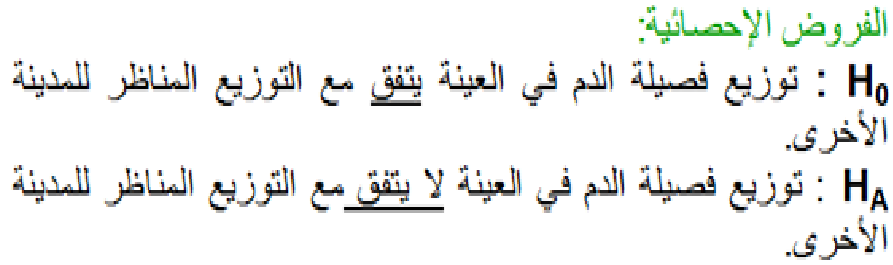 الفروض الإحصائية:
H₀ : توزيع فصيلة الدم في العينة يتفق مع التوزيع المناظر للمدينة
الأخرى.
Hₐ : توزيع فصيلة الدم في العينة لا يتفق مع التوزيع المناظر للمدينة
الأخرى.